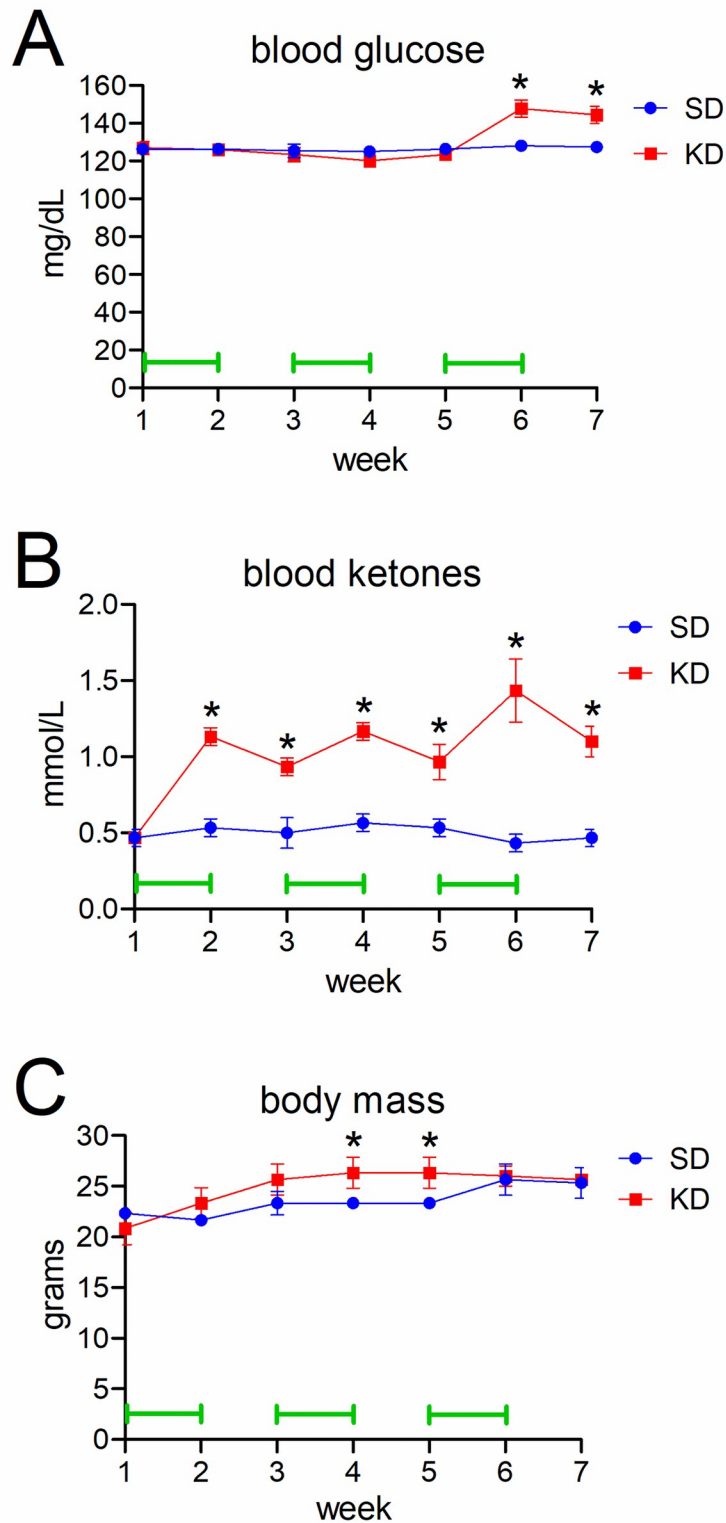 A
blood glucose
160
140
120
100
80
60
40
20
0
mg/dL
* *
SD
KD
1 2 3 4 5 6 7
week
B
blood ketones
2.0
1.5
1.0
0.5
0.0
mmol/L
* * * * * *
SD
KD
1 2 3 4 5 6 7
week
C
body mass
30
25
20
15
10
5
0
grams
* *
SD
KD
1 2 3 4 5 6 7
week